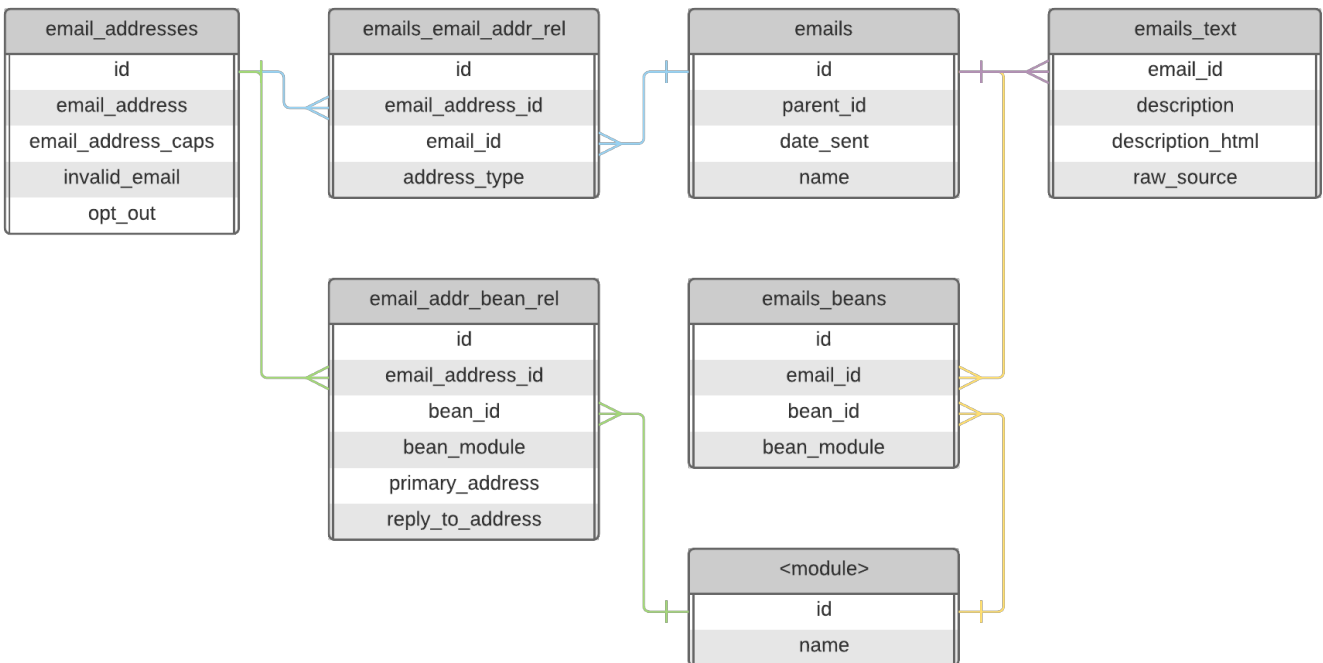 email_addresses
id
email_address
email_address_caps
invalid_email
opt_out
emails_email_addr_rel
id
email_address_id
email_id
address_type
emails
id
parent_id
date_sent
name
emails_text
email_id
description
description_html
raw_source
email_addr_bean_rel
id
email_address_id
bean_id
bean_module
primary_address
reply_to_address
emails_beans
id
email_id
bean_id
bean_module
<module>
id
name